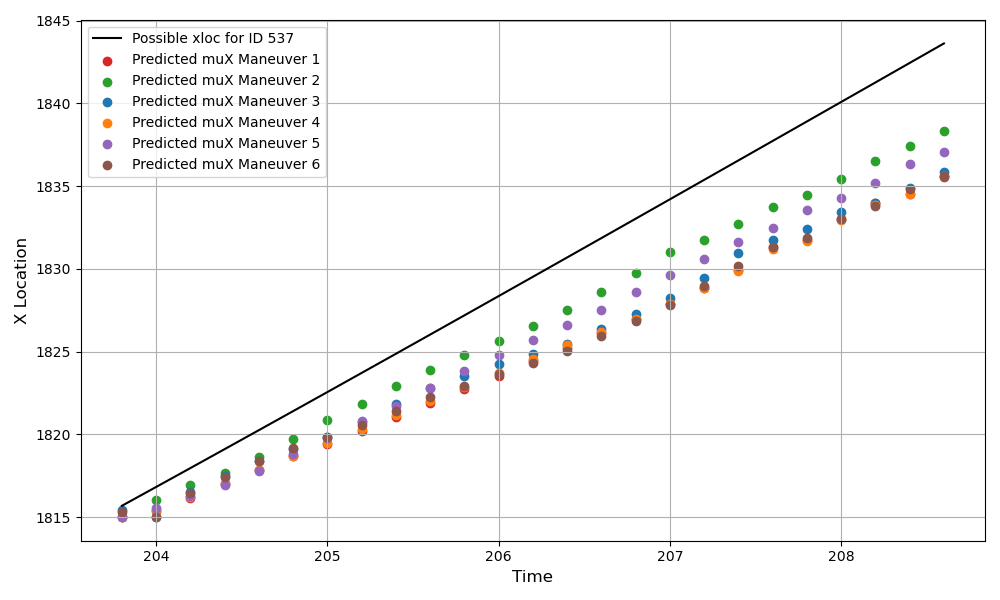 Possible xloc for ID 537
Predicted muX Maneuver 1
Predicted muX Maneuver 2
Predicted muX Maneuver 3
Predicted muX Maneuver 4
Predicted muX Maneuver 5
Predicted muX Maneuver 6
X Location
1845
1840
1835
1830
1825
1820
1815
204 205 206 207 208
Time